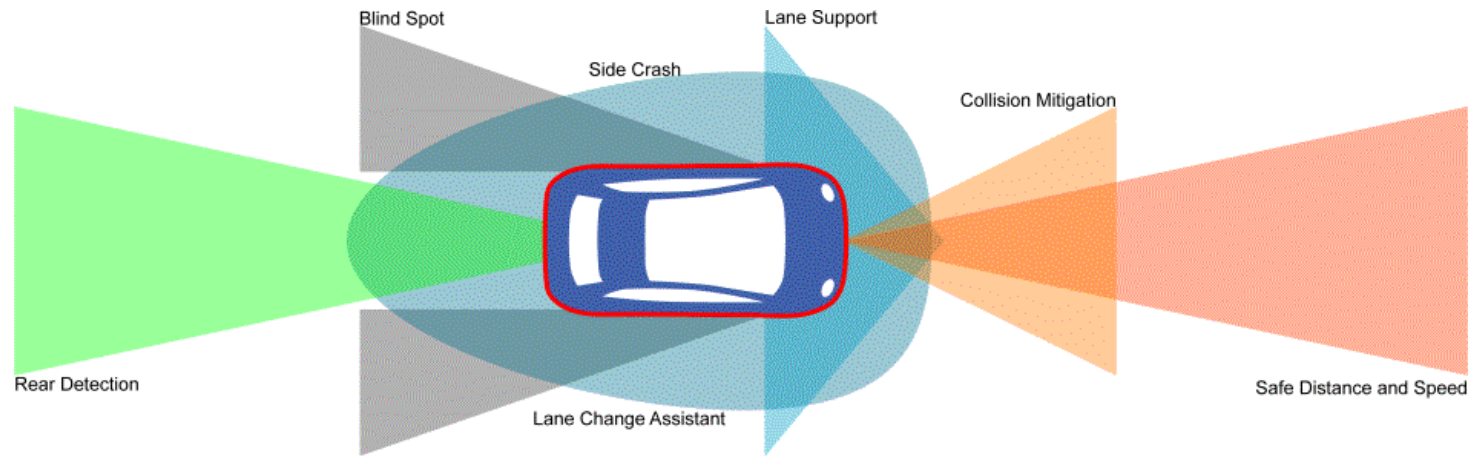 Blind Spot
Lane Support
Side Crash
Collision Mitigation
Rear Detection
Safe Distance and Speed
Lane Change Assistant